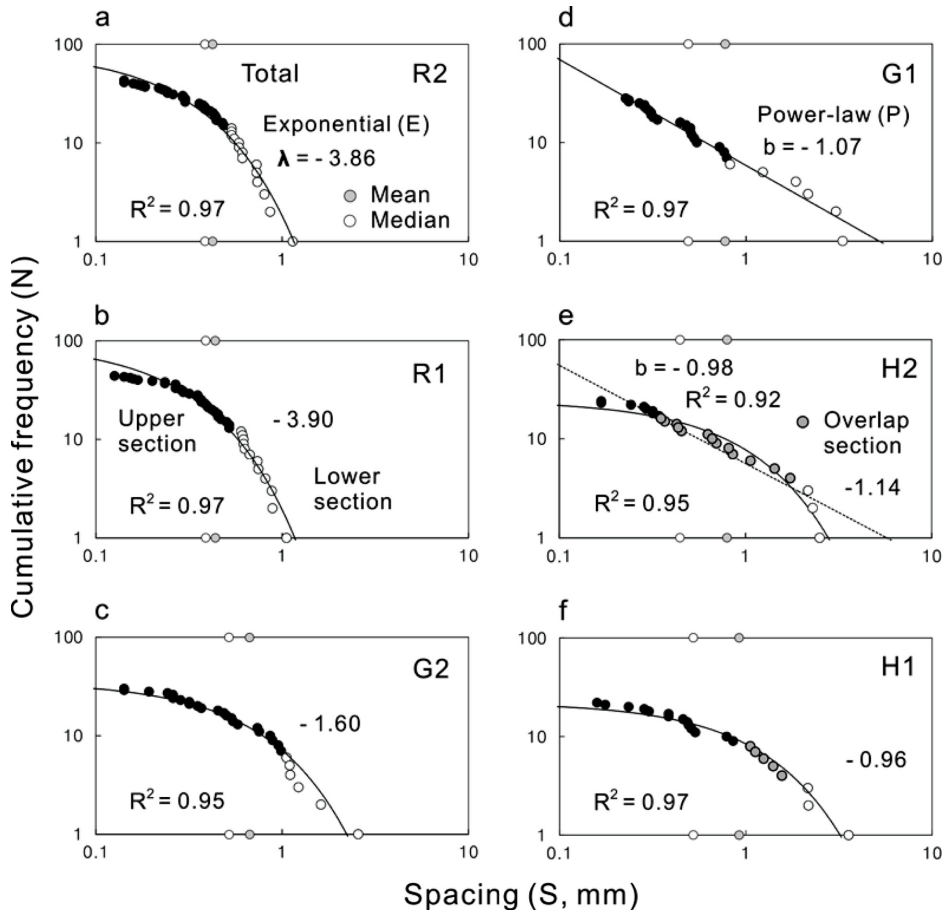 a
100
10
1
0.1
1
10
Total
R2
Exponential (E)
λ = - 3.86
Mean
Median
R² = 0.97
b
100
10
1
0.1
1
10
R1
Upper
section
- 3.90
Lower
section
R² = 0.97
c
100
10
1
0.1
1
10
G2
- 1.60
R² = 0.95
d
100
10
1
0.1
1
10
G1
Power-law (P)
b = - 1.07
R² = 0.97
e
100
10
1
0.1
1
10
H2
b = - 0.98
R² = 0.92
Overlap
section
-1.14
R² = 0.95
f
100
10
1
0.1
1
10
H1
- 0.96
R² = 0.97
Cumulative frequency (N)
Spacing (S, mm)